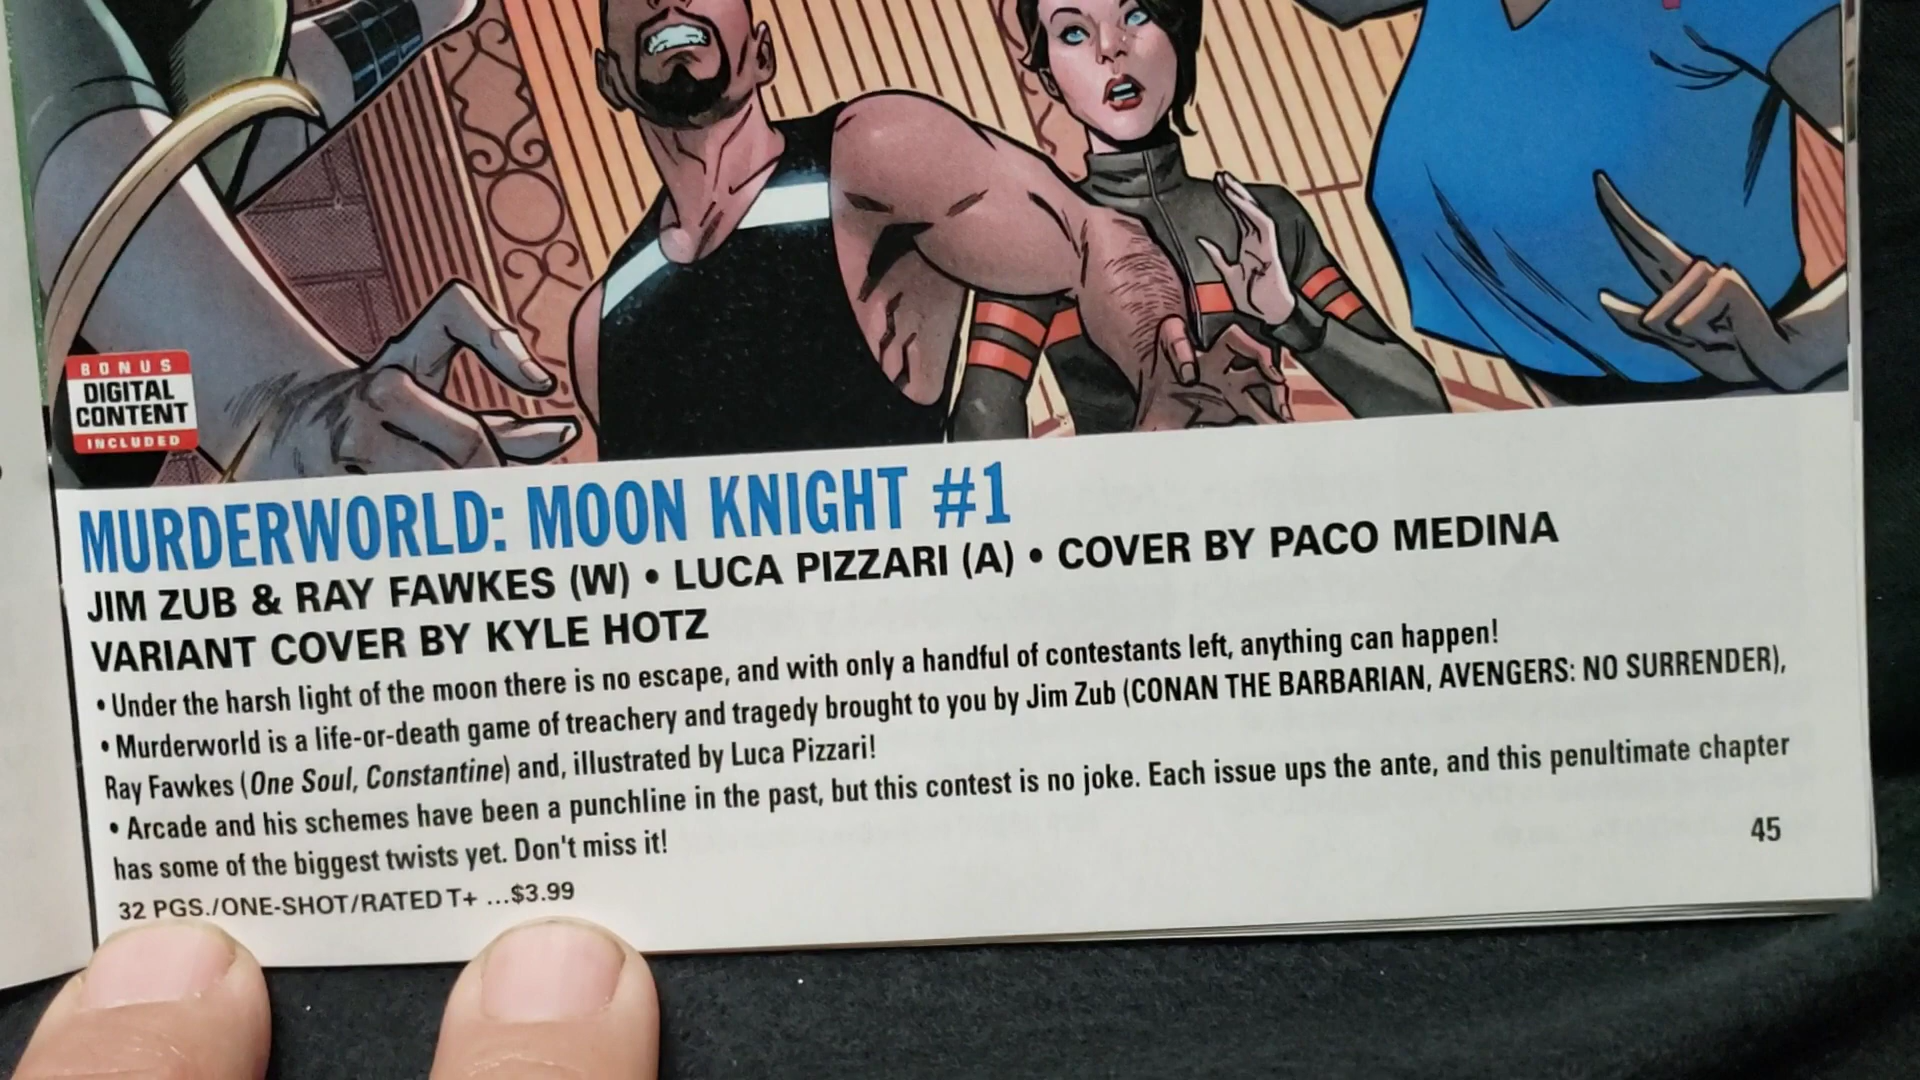 BONUS
DIGITAL
CONTENT
INCLUDED
MURDERWORLD: MOON KNIGHT #1
JIM ZUB & RAY FAWKES (W) • LUCA PIZZARI (A) • COVER BY PACO MEDINA
VARIANT COVER BY KYLE HOTZ
• Under the harsh light of the moon there is no escape, and with only a handful of contestants left, anything can happen!
• Murderworld is a life-or-death game of treachery and tragedy brought to you by Jim Zub (CONAN THE BARBARIAN, AVENGERS: NO SURRENDER),
Ray Fawkes (One Soul, Constantine) and, illustrated by Luca Pizzari!
• Arcade and his schemes have been a punchline in the past, but this contest is no joke. Each issue ups the ante, and this penultimate chapter
has some of the biggest twists yet. Don't miss it!
32 PGS./ONE-SHOT/RATED T+ ...$3.99
45